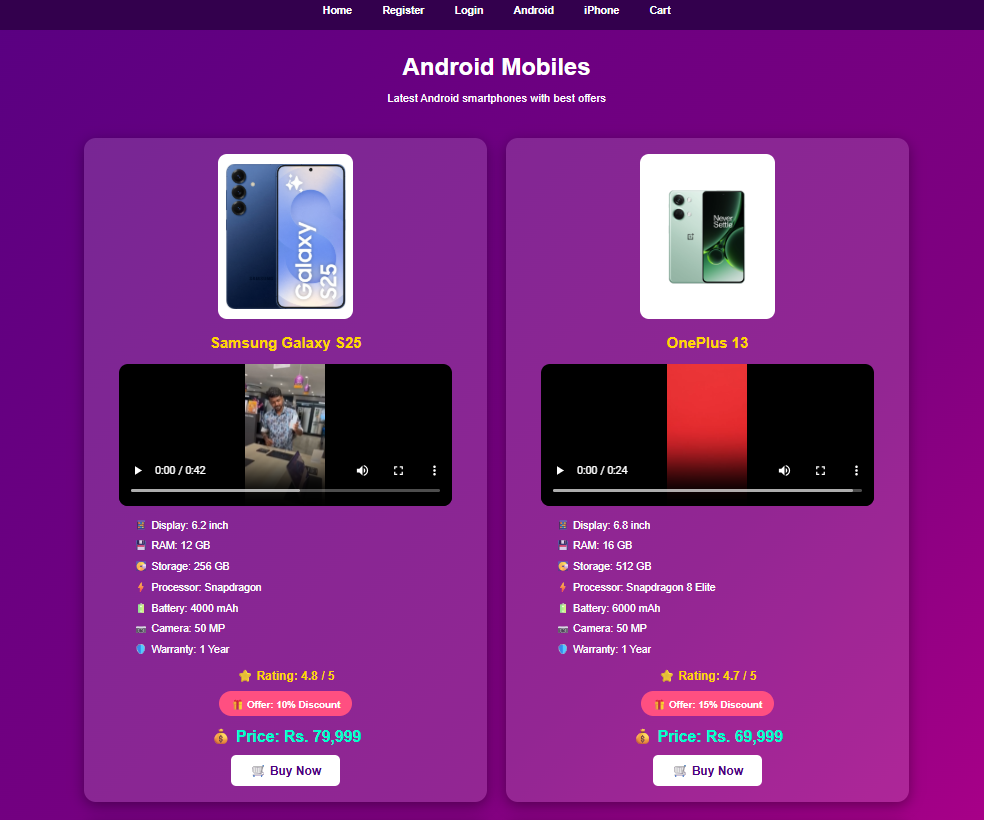 Home Register Login Android iPhone Cart
Android Mobiles
Latest Android smartphones with best offers
Galaxy
S25
Samsung Galaxy S25
0:00 / 0:42
Display: 6.2 inch
RAM: 12 GB
Storage: 256 GB
Processor: Snapdragon
Battery: 4000 mAh
Camera: 50 MP
Warranty: 1 Year
Rating: 4.8 / 5
Offer: 10% Discount
Price: Rs. 79,999
Buy Now
Never
Settle
OnePlus 13
0:00 / 0:24
Display: 6.8 inch
RAM: 16 GB
Storage: 512 GB
Processor: Snapdragon 8 Elite
Battery: 6000 mAh
Camera: 50 MP
Warranty: 1 Year
Rating: 4.7 / 5
Offer: 15% Discount
Price: Rs. 69,999
Buy Now